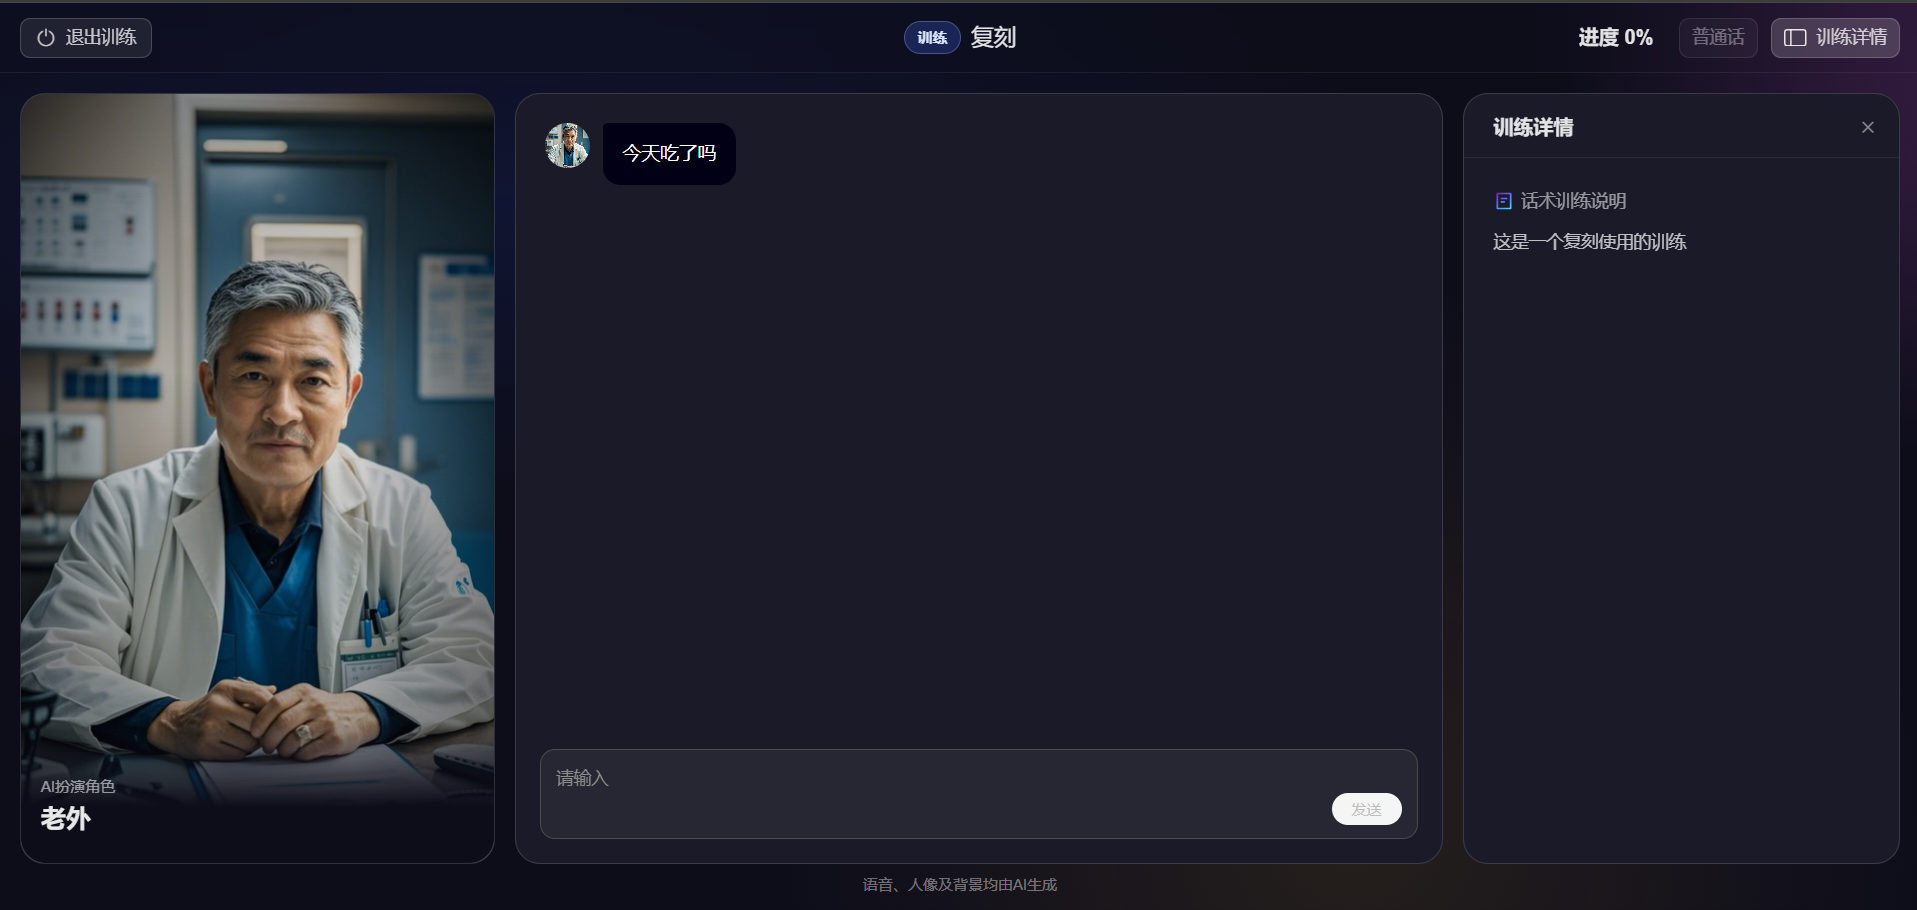 退出训练
训练 复刻
进度 0%
普通话
训练详情
今天吃了吗
训练详情
话术训练说明
这是一个复刻使用的训练
请输入
发送
AI扮演角色
老外
语音、人像及背景均由AI生成